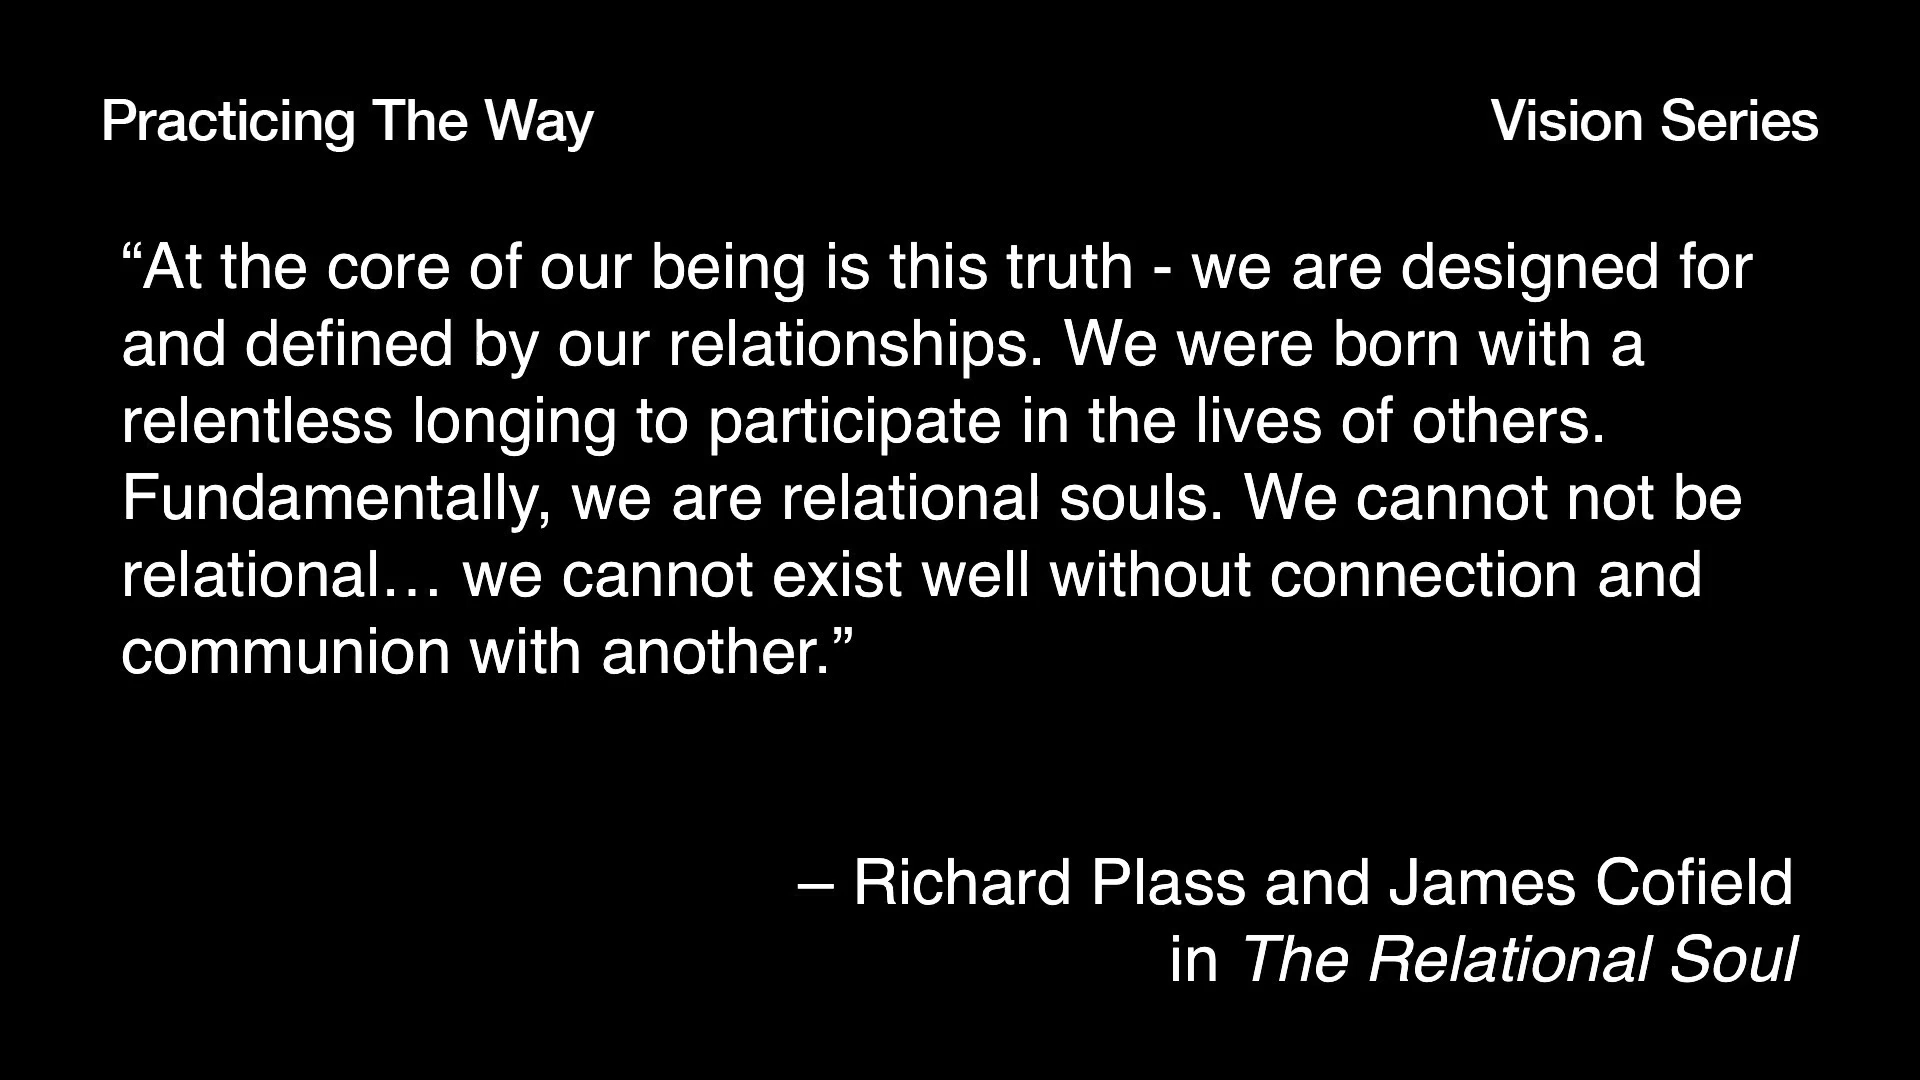 Practicing The Way
Vision Series
“At the core of our being is this truth - we are designed for
and defined by our relationships. We were born with a
relentless longing to participate in the lives of others.
Fundamentally, we are relational souls. We cannot not be
relational… we cannot exist well without connection and
communion with another.”
– Richard Plass and James Cofield
in The Relational Soul